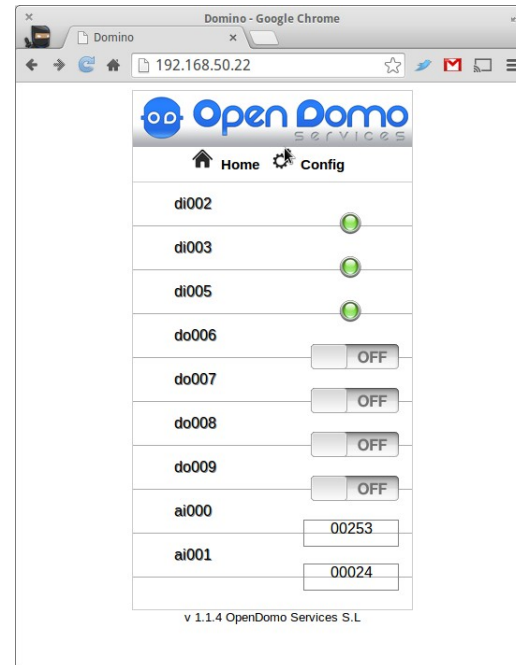 Domino - Google Chrome
Domino
192.168.50.22
Open Domo
services
Home Config
di002
di003
di005
do006
OFF
do007
OFF
do008
OFF
do009
OFF
ai000
00253
ai001
00024
v 1.1.4 OpenDomo Services S.L